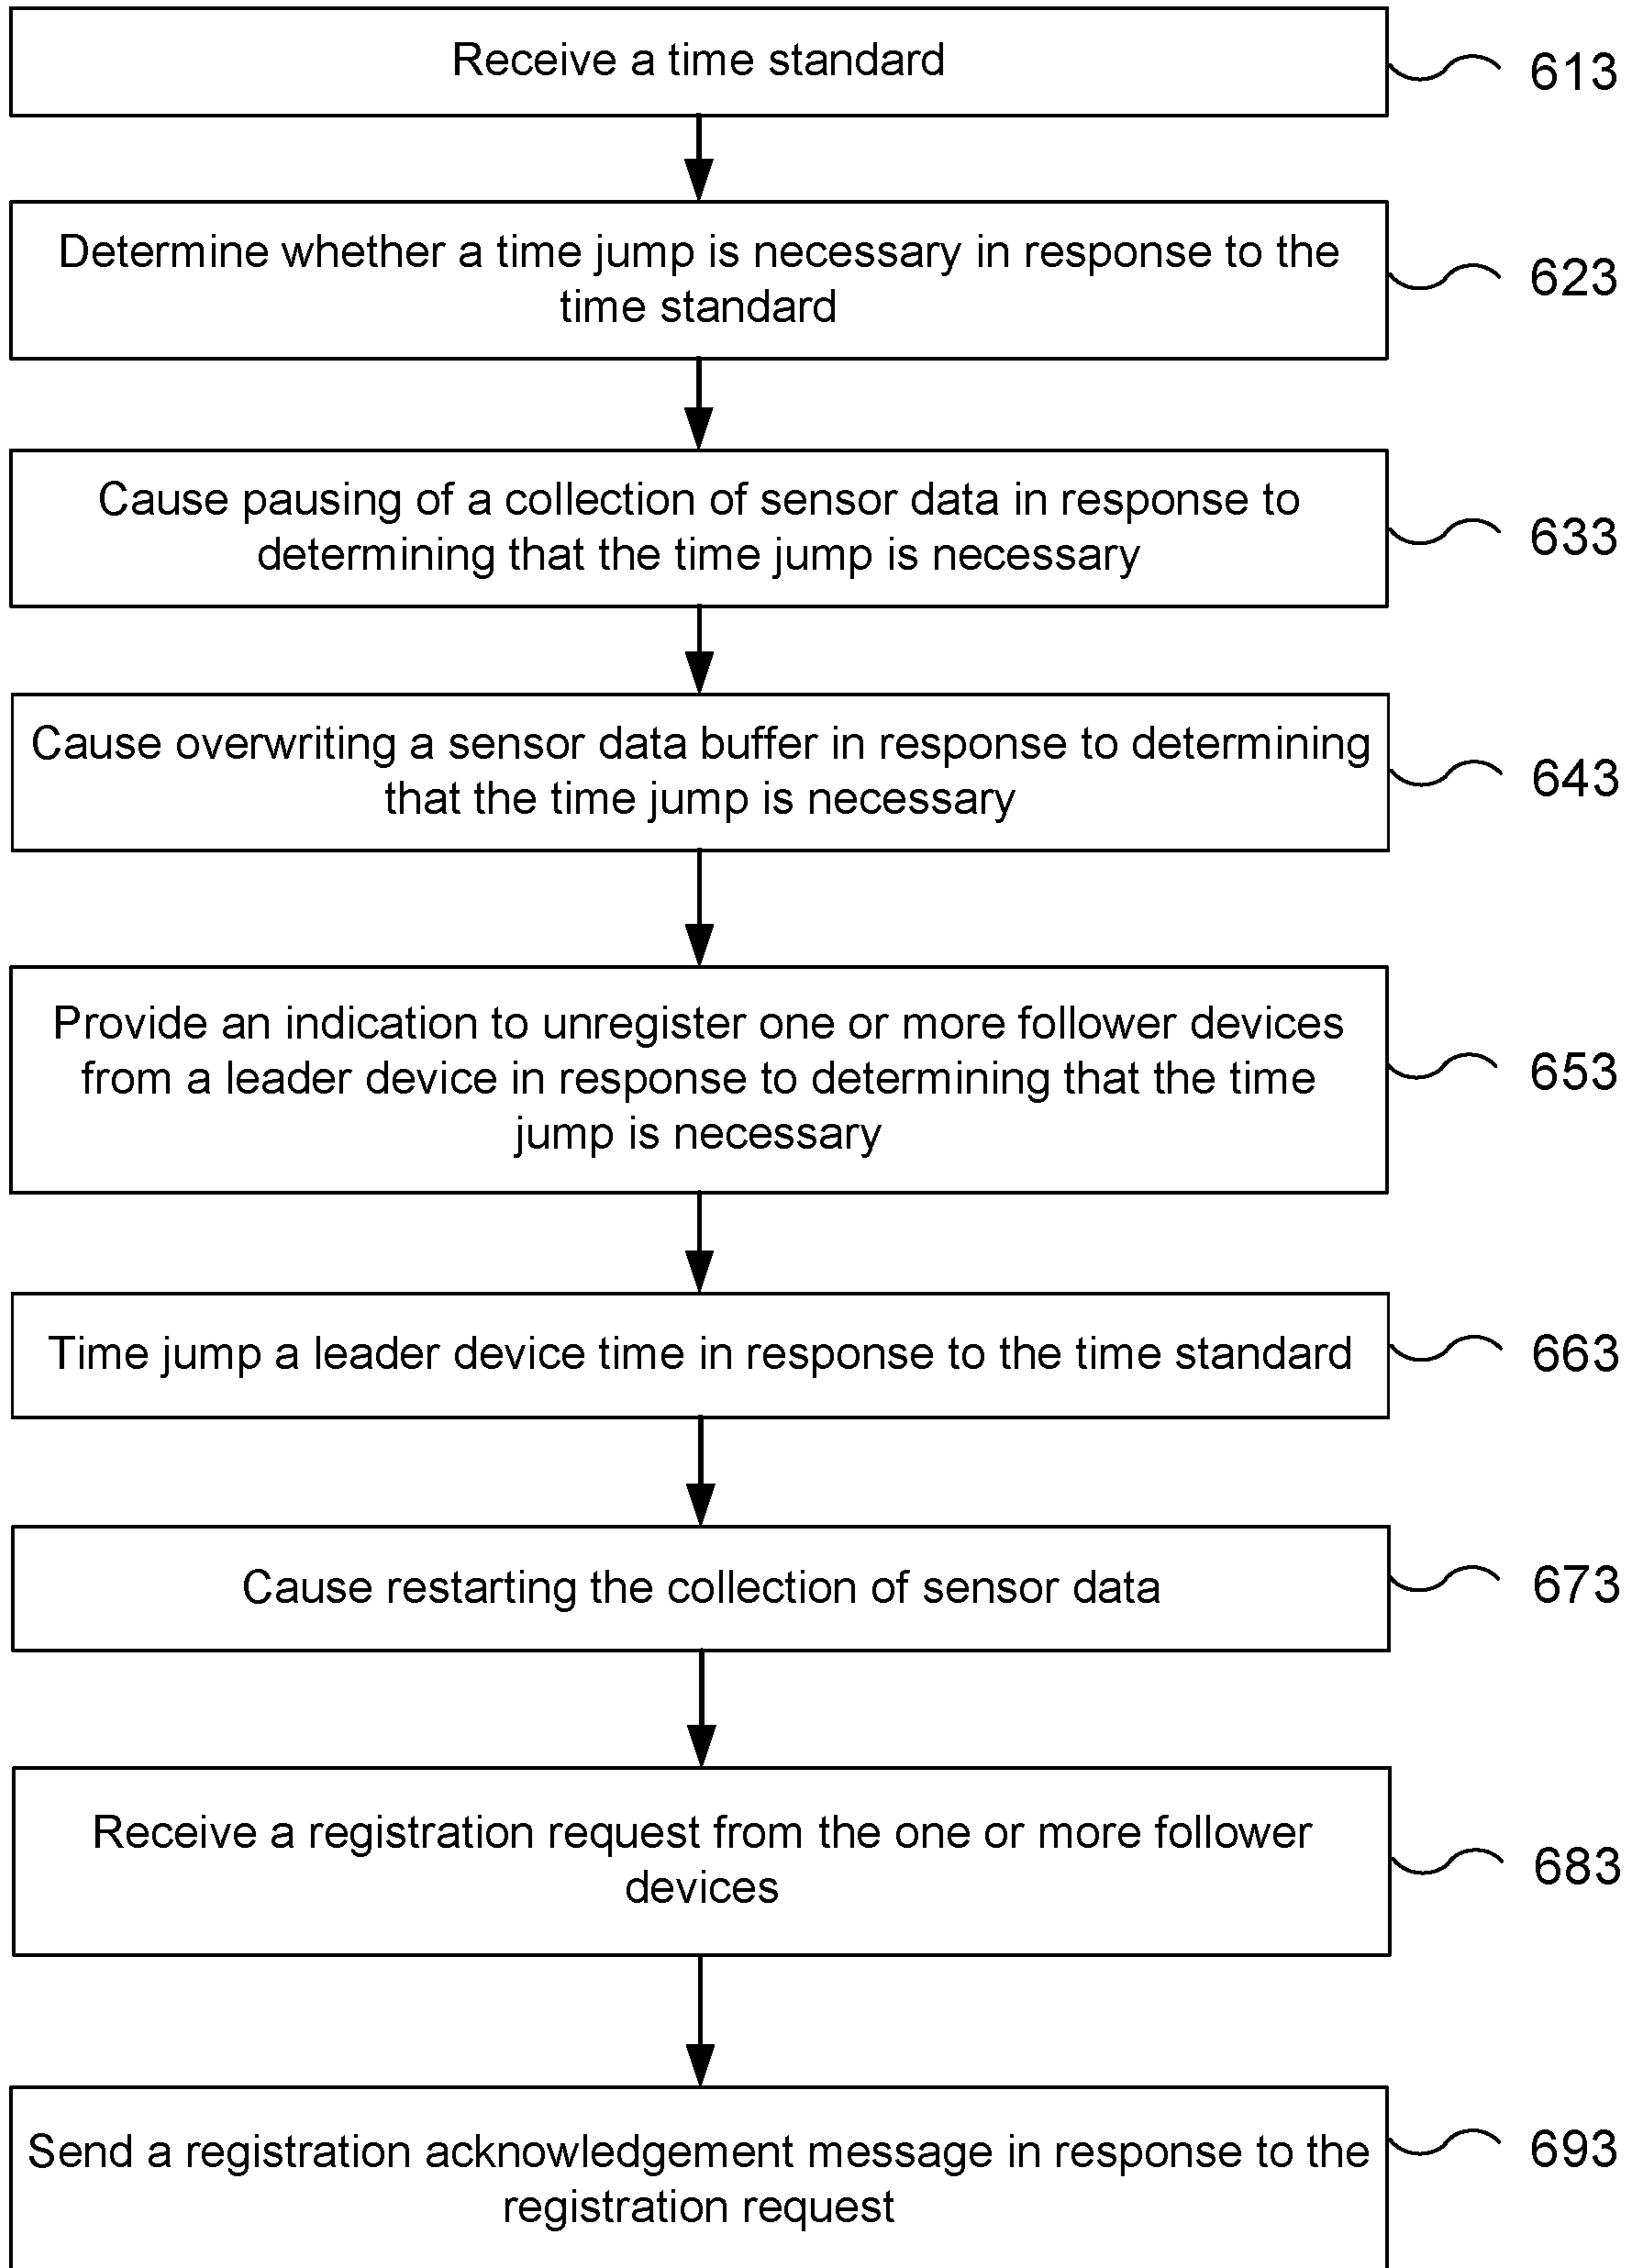 Receive a time standard
613
Determine whether a time jump is necessary in response to the
time standard
623
Cause pausing of a collection of sensor data in response to
determining that the time jump is necessary
633
Cause overwriting a sensor data buffer in response to determining
that the time jump is necessary
643
Provide an indication to unregister one or more follower devices
from a leader device in response to determining that the time
jump is necessary
653
Time jump a leader device time in response to the time standard
663
Cause restarting the collection of sensor data
673
Receive a registration request from the one or more follower
devices
683
Send a registration acknowledgement message in response to the
registration request
693